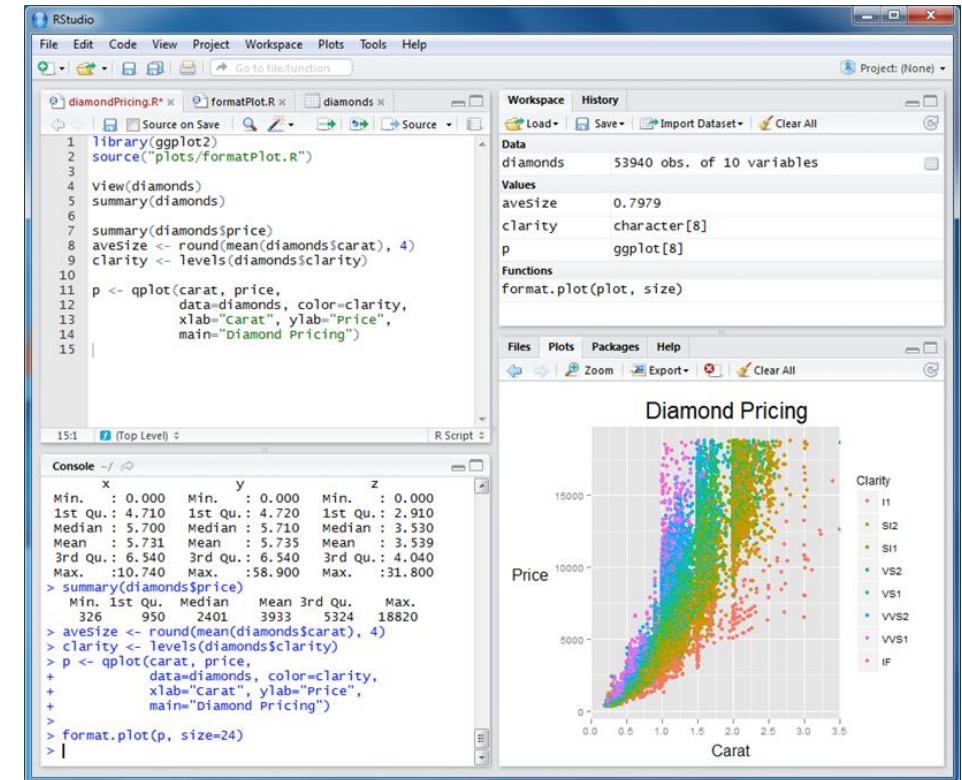 RStudio
File Edit Code View Project Workspace Plots Tools Help
Go to file/function
Project: (None)
diamondPricing.R* formatPlot.R diamonds
Source on Save Source
1 library(ggplot2)
2 source("plots/formatPlot.R")
3
4 View(diamonds)
5 summary(diamonds)
6
7 summary(diamonds$price)
8 aveSize <- round(mean(diamonds$carat), 4)
9 clarity <- levels(diamonds$clarity)
10
11 p <- qplot(carat, price,
12 data=diamonds, color=clarity,
13 xlab="Carat", ylab="Price",
14 main="Diamond Pricing")
15
15:1 (Top Level) R Script
Console ~/
x y z
Min. : 0.000 Min. : 0.000 Min. : 0.000
1st Qu.: 4.710 1st Qu.: 4.720 1st Qu.: 2.910
Median : 5.700 Median : 5.710 Median : 3.530
Mean : 5.731 Mean : 5.735 Mean : 3.539
3rd Qu.: 6.540 3rd Qu.: 6.540 3rd Qu.: 4.040
Max. :10.740 Max. :58.900 Max. :31.800
> summary(diamonds$price)
Min. 1st Qu. Median Mean 3rd Qu. Max.
326 950 2401 3933 5324 18820
> aveSize <- round(mean(diamonds$carat), 4)
> clarity <- levels(diamonds$clarity)
> p <- qplot(carat, price,
+ data=diamonds, color=clarity,
+ xlab="Carat", ylab="Price",
+ main="Diamond Pricing")
>
> format.plot(p, size=24)
>
Workspace History
Load Save Import Dataset Clear All
Data
diamonds 53940 obs. of 10 variables
Values
aveSize 0.7979
clarity character[8]
p ggplot[8]
Functions
format.plot(plot, size)
Files Plots Packages Help
Zoom Export Clear All
Diamond Pricing
Price
15000
10000
5000
0
0.0 0.5 1.0 1.5 2.0 2.5 3.0 3.5
Carat
Clarity
I1
SI2
SI1
VS2
VS1
VVS2
VVS1
IF